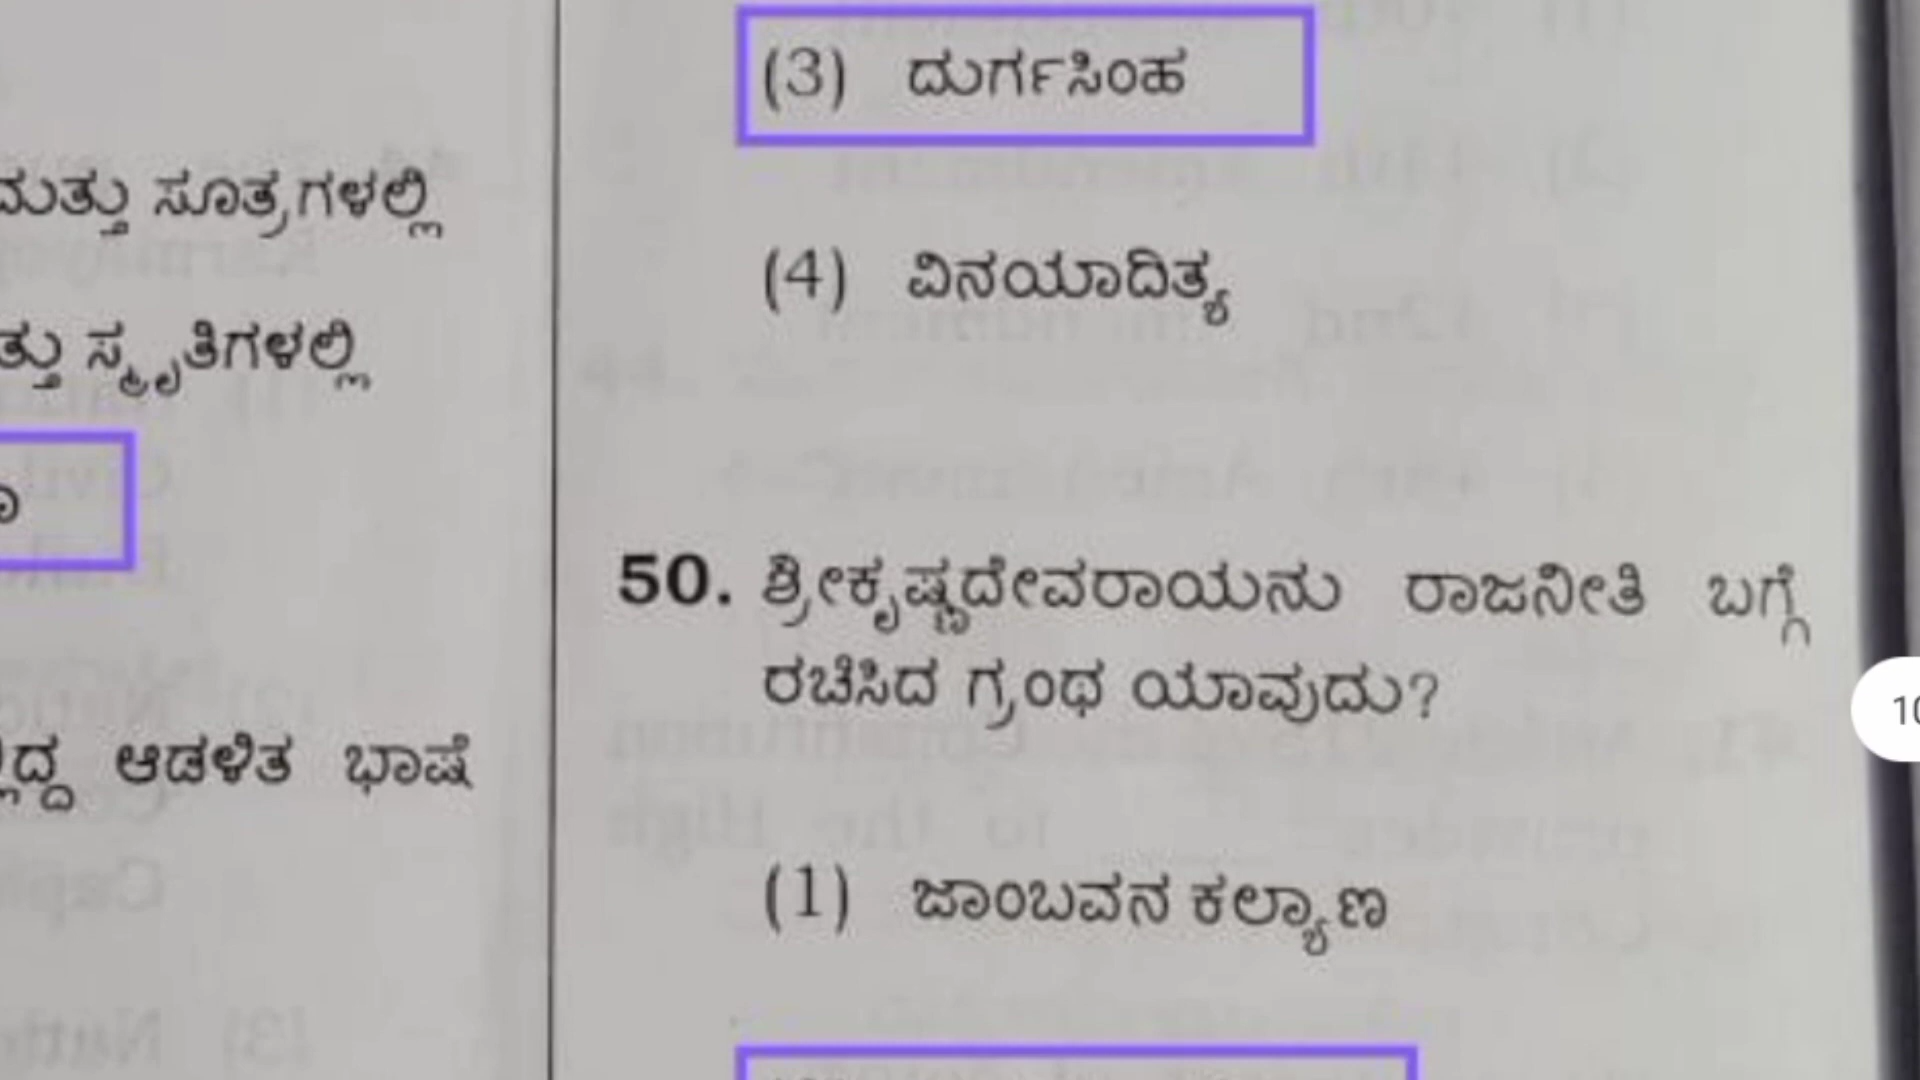 ಮತ್ತು ಸೂತ್ರಗಳಲ್ಲಿ
ಸ್ಮೃತಿಗಳಲ್ಲಿ
ಆಡಳಿತ ಭಾಷೆ
(3) ದುರ್ಗಸಿಂಹ
(4) ವಿನಯಾದಿತ್ಯ
50. ಶ್ರೀಕೃಷ್ಣದೇವರಾಯನು ರಾಜನೀತಿ ಬಗ್ಗೆ
ರಚಿಸಿದ ಗ್ರಂಥ ಯಾವುದು?
(1) ಜಾಂಬವನ ಕಲ್ಯಾಣ